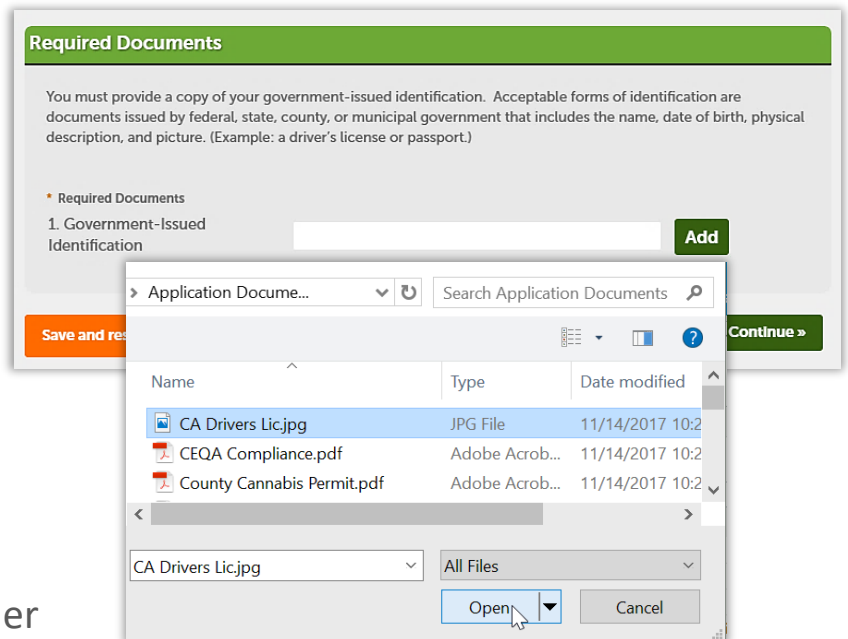 Required Documents
You must provide a copy of your government-issued identification.  Acceptable forms of identification are
documents issued by federal, state, county, or municipal government that includes the name, date of birth, physical
description, and picture. (Example: a driver's license or passport.)
* Required Documents
1. Government-Issued
Identification
Add
Application Docume...
Search Application Documents
Save and res
Continue »
?
Name Type Date modified
CA Drivers Lic.jpg JPG File 11/14/2017 10:2
CEQA Compliance.pdf Adobe Acrob... 11/14/2017 10:2
County Cannabis Permit.pdf Adobe Acrob... 11/14/2017 10:2
CA Drivers Lic.jpg All Files
Open Cancel
er